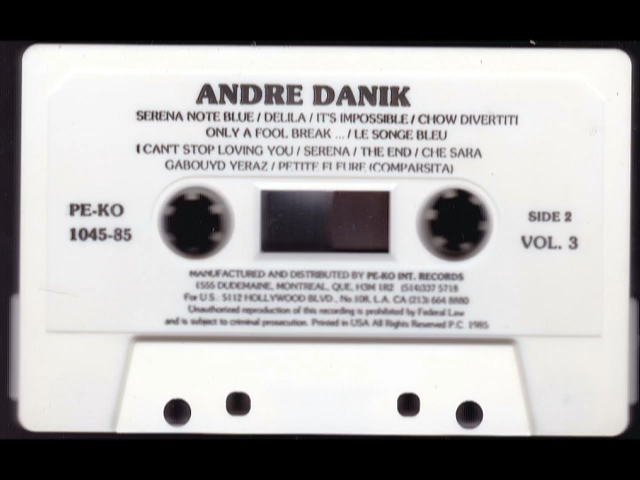 ANDRE DANIK
SERENA NOTE BLUE / DELILA / IT'S IMPOSSIBLE / CHOW DIVERTITI
ONLY A FOOL BREAK ... / LE SONGE BLEU
I CAN'T STOP LOVING YOU / SERENA / THE END / CHE SARA
GABOUYD YERAZ / PETITE FLEURE (COMPARSITA)
PE-KO
1045-85
SIDE 2
VOL. 3
MANUFACTURED AND DISTRIBUTED BY PE-KO INT. RECORDS
1555 DUDEMAINE, MONTREAL, QUE, H3M 1R2 (514)337 5718
For U.S.: 5112 HOLLYWOOD BLVD., No 108, L.A. CA (213) 664 8880
Unauthorized reproduction of this recording is prohibited by Federal Law
and is subject to criminal prosecution. Printed in USA All Rights Reserved P.C. 1985